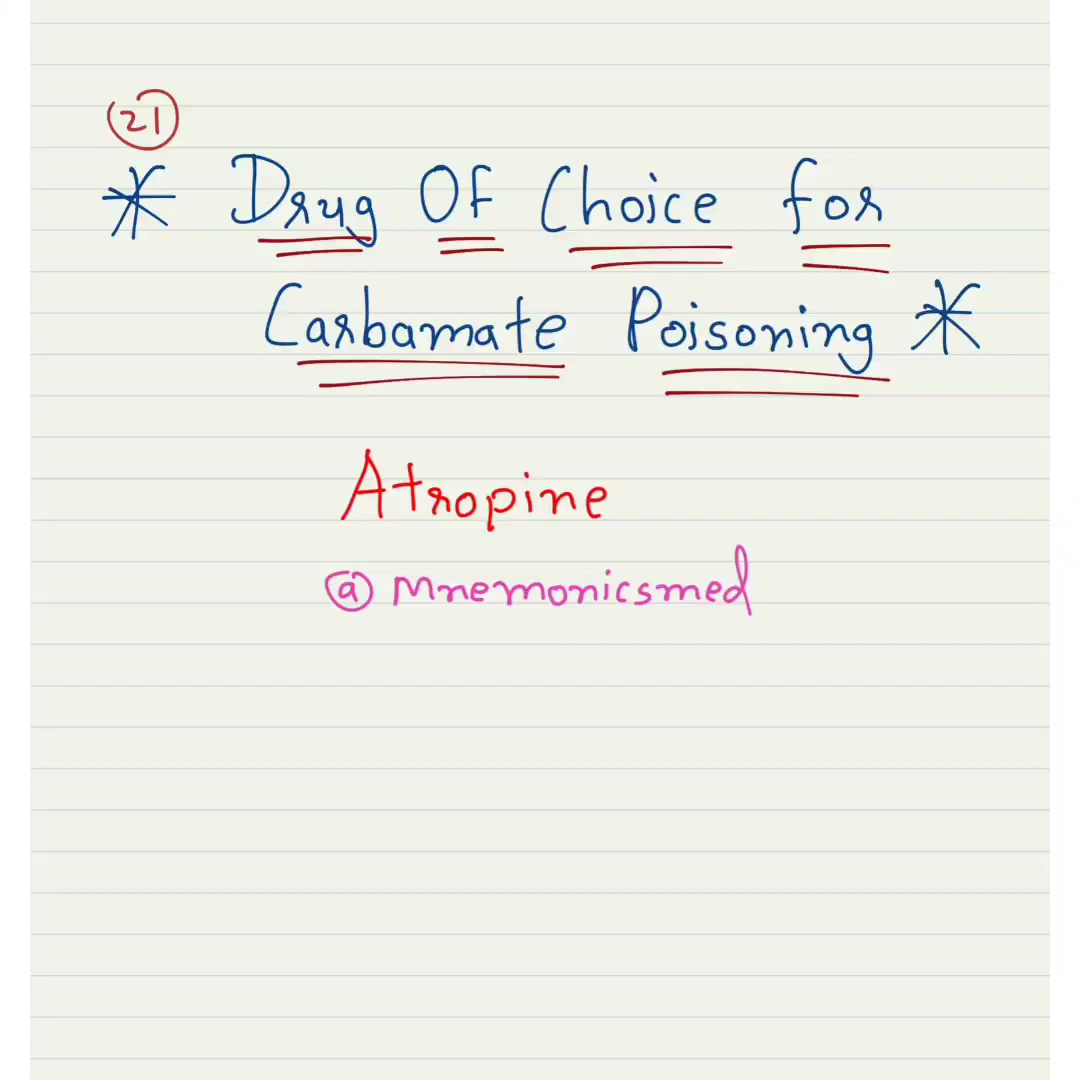 21
* Drug Of Choice for
Carbamate Poisoning *
Atropine
@ Mnemonicsmed